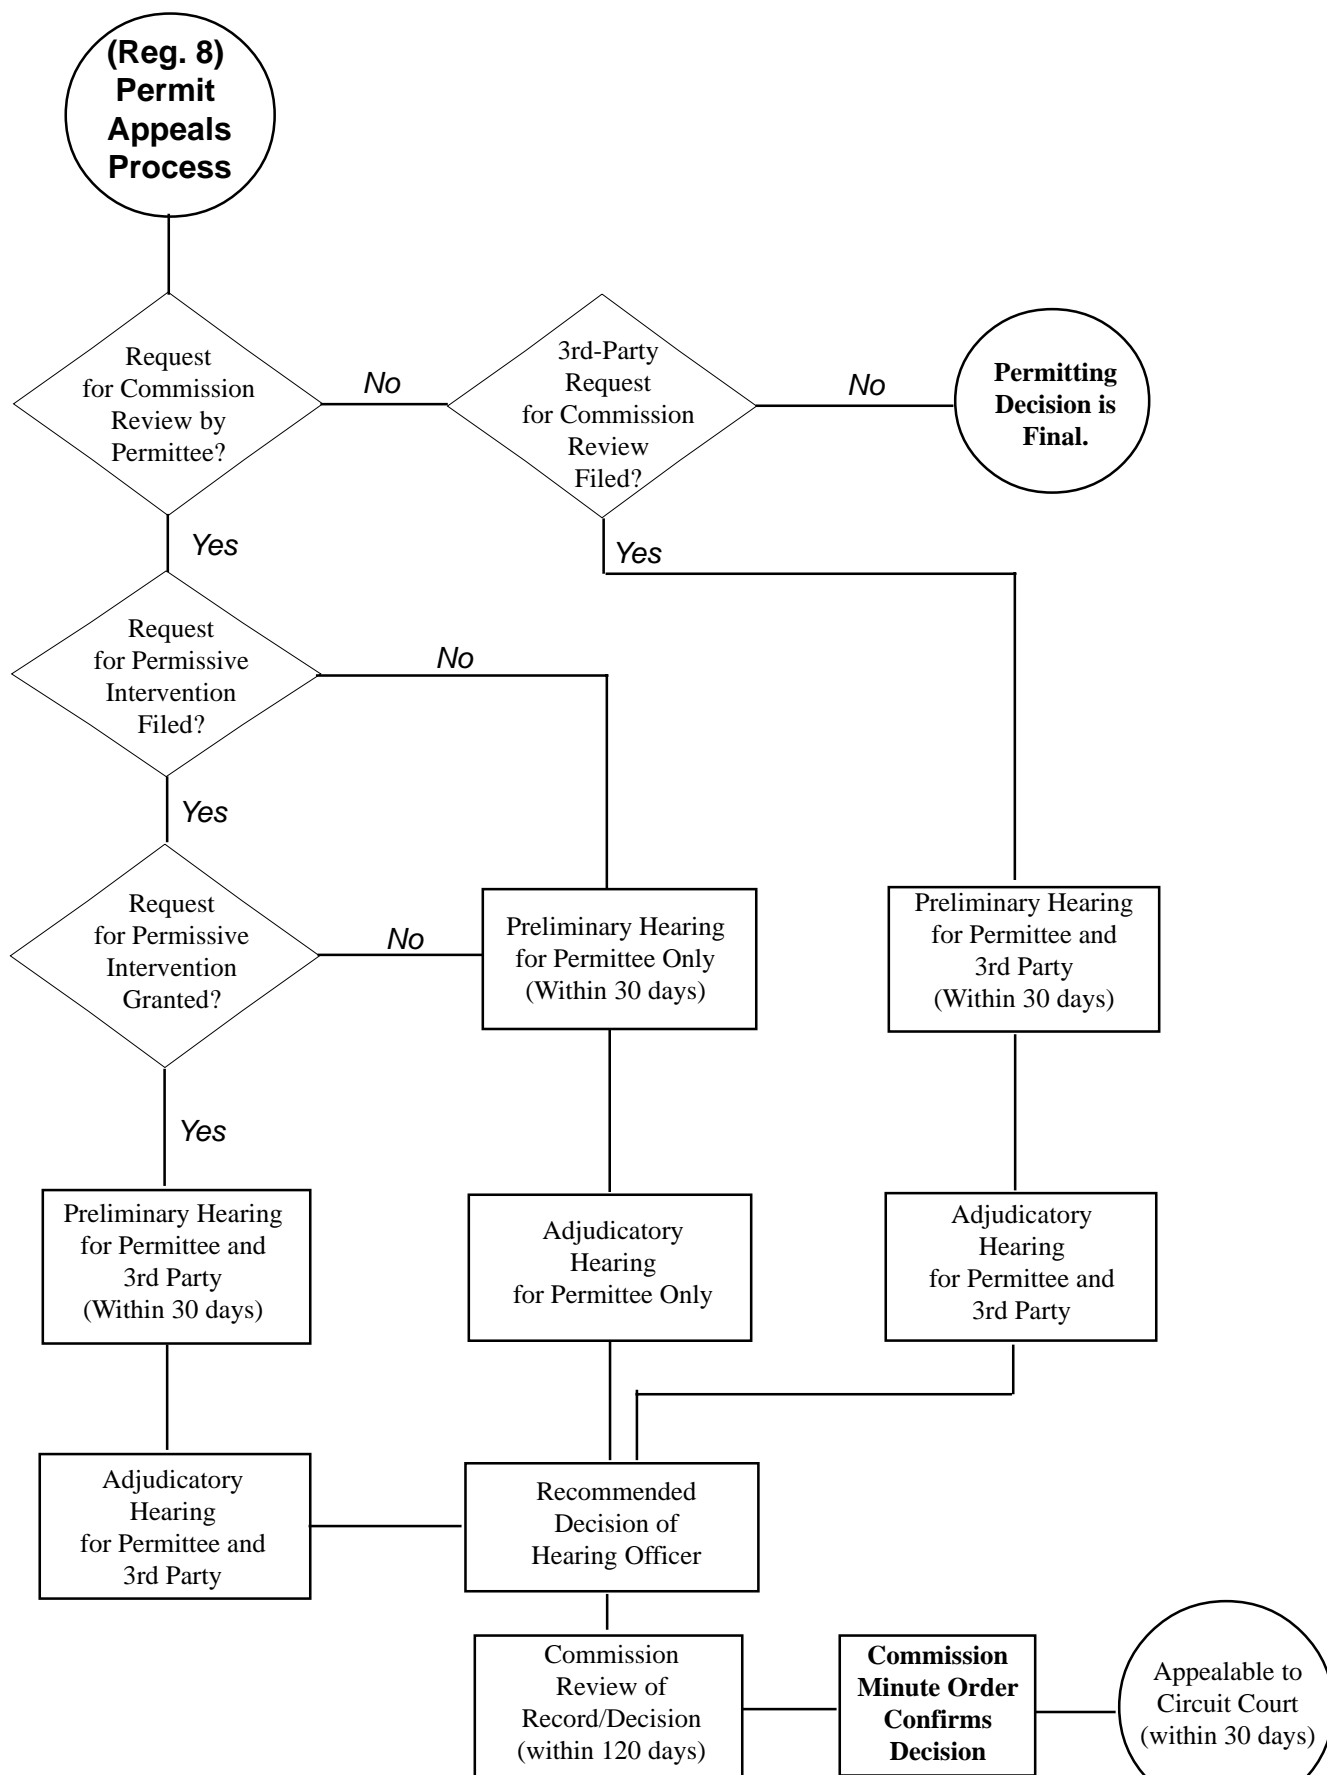 (Reg. 8)
Permit
Appeals
Process
Request
for Commission
Review by
Permittee?
No
3rd-Party
Request
for Commission
Review
Filed?
No
Permitting
Decision is
Final.
Yes
Yes
Request
for Permissive
Intervention
Filed?
No
Yes
Request
for Permissive
Intervention
Granted?
No
Preliminary Hearing
for Permittee Only
(Within 30 days)
Preliminary Hearing
for Permittee and
3rd Party
(Within 30 days)
Yes
Preliminary Hearing
for Permittee and
3rd Party
(Within 30 days)
Adjudicatory
Hearing
for Permittee Only
Adjudicatory
Hearing
for Permittee and
3rd Party
Adjudicatory
Hearing
for Permittee and
3rd Party
Recommended
Decision of
Hearing Officer
Commission
Review of
Record/Decision
(within 120 days)
Commission
Minute Order
Confirms
Decision
Appealable to
Circuit Court
(within 30 days)